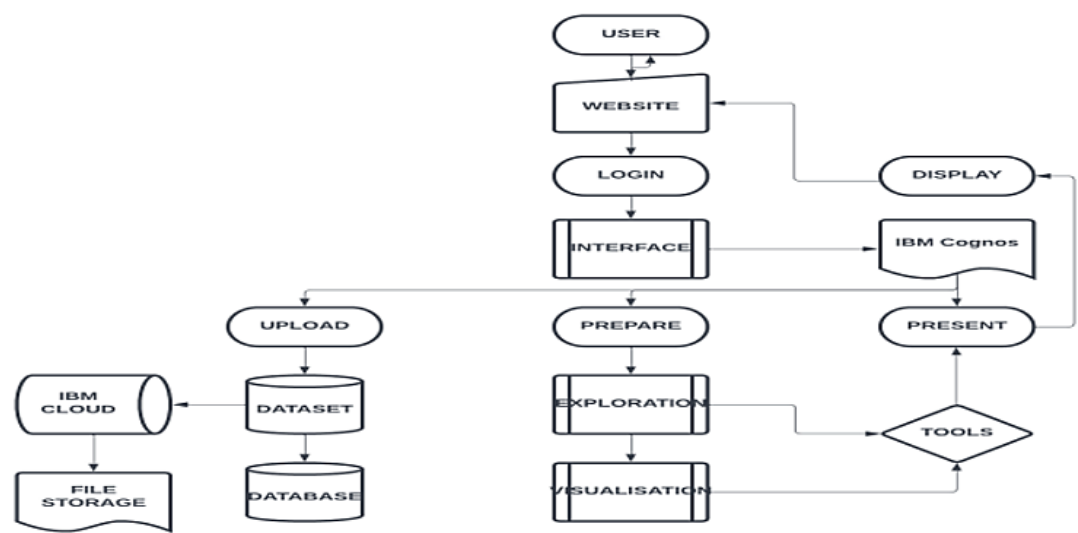 USER
WEBSITE
LOGIN
DISPLAY
INTERFACE
IBM Cognos
UPLOAD
PREPARE
PRESENT
IBM
CLOUD
DATASET
EXPLORATION
TOOLS
FILE
STORAGE
DATABASE
VISUALISATION